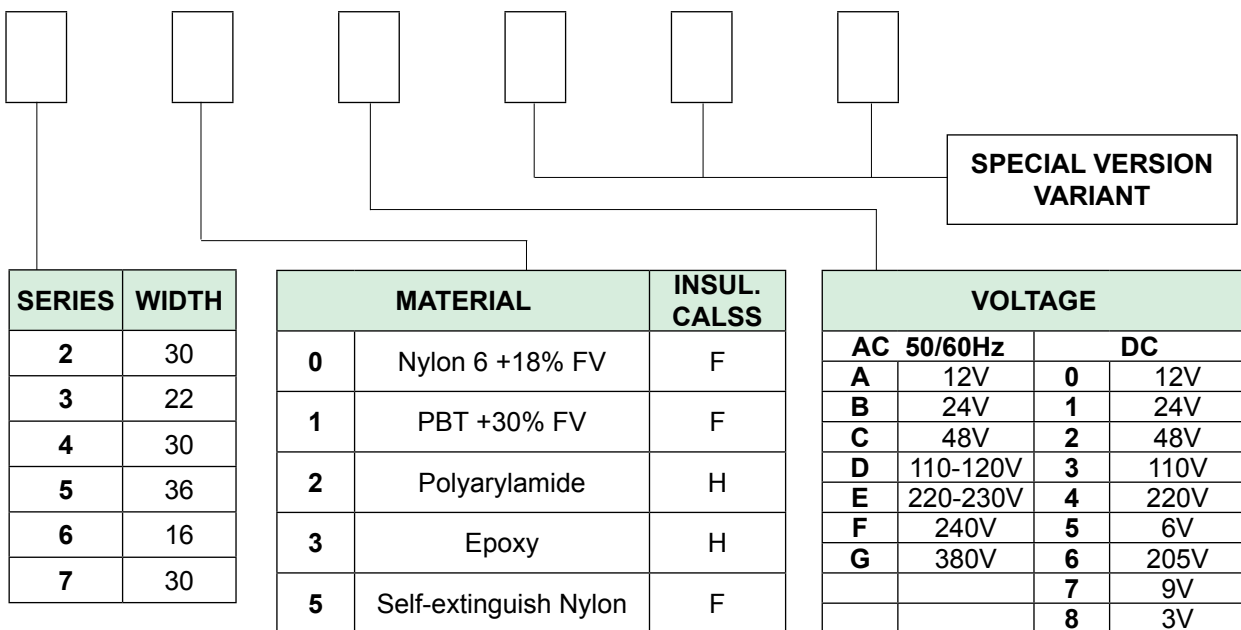 SPECIAL VERSION
VARIANT
SERIES WIDTH
2 30
3 22
4 30
5 36
6 16
7 30
MATERIAL INSUL.
CALSS
0 Nylon 6 +18% FV F
1 PBT +30% FV F
2 Polyarylamide H
3 Epoxy H
5 Self-extinguish Nylon F
VOLTAGE
AC 50/60Hz DC
A 12V 0 12V
B 24V 1 24V
C 48V 2 48V
D 110-120V 3 110V
E 220-230V 4 220V
F 240V 5 6V
G 380V 6 205V
7 9V
8 3V